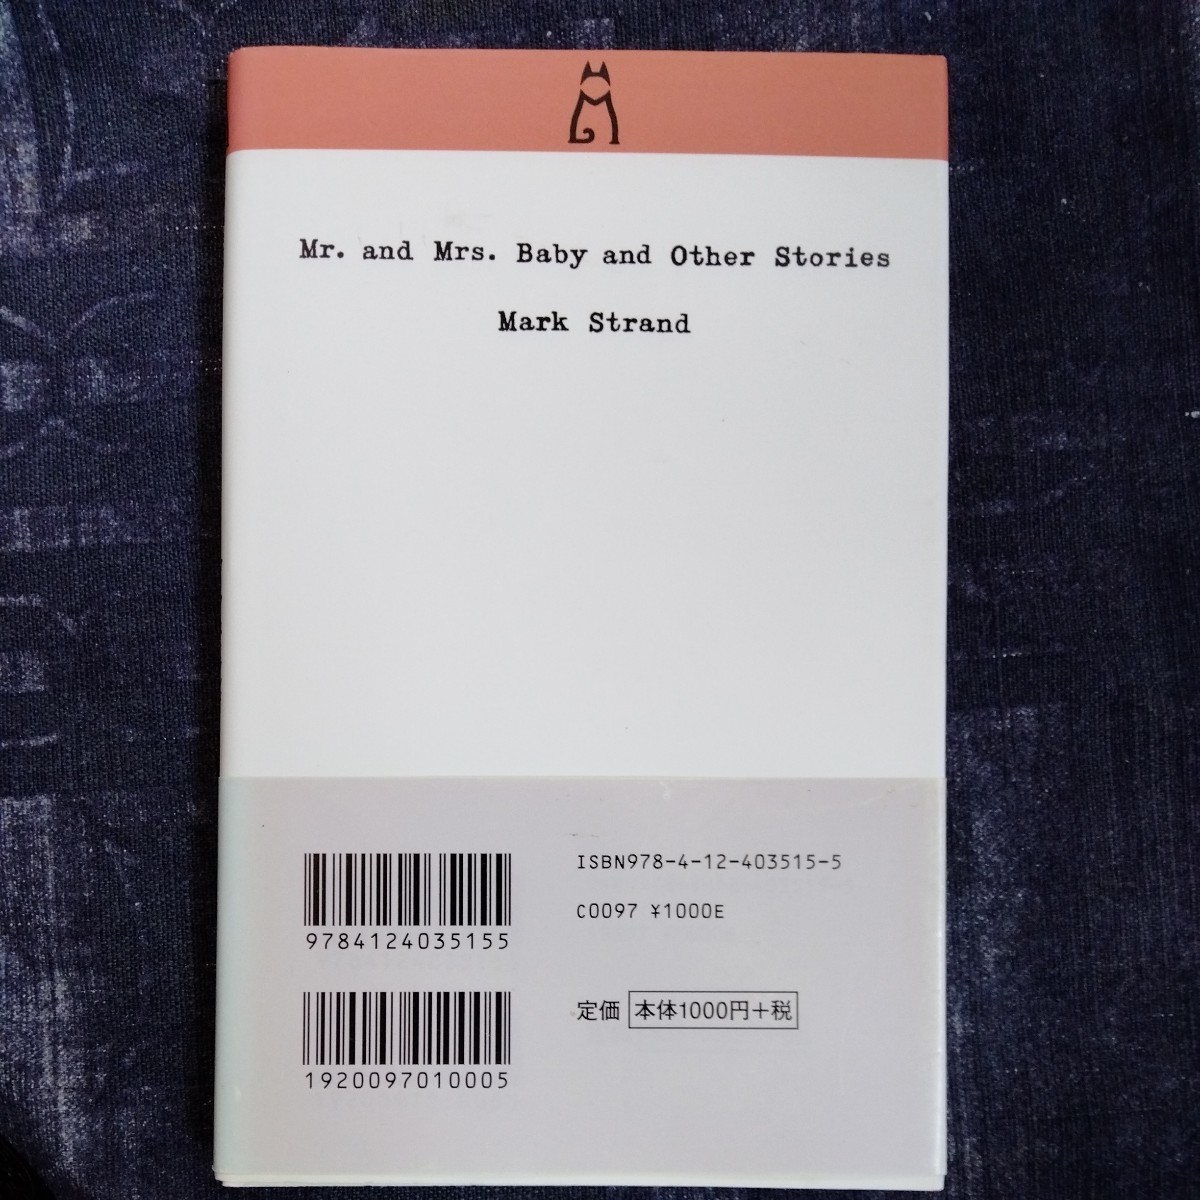 Mr. and Mrs. Baby and Other Stories
Mark Strand
9784124035155
ISBN978-4-12-403515-5
C0097 ¥1000E
1920097010005
定価 本体1000円+税